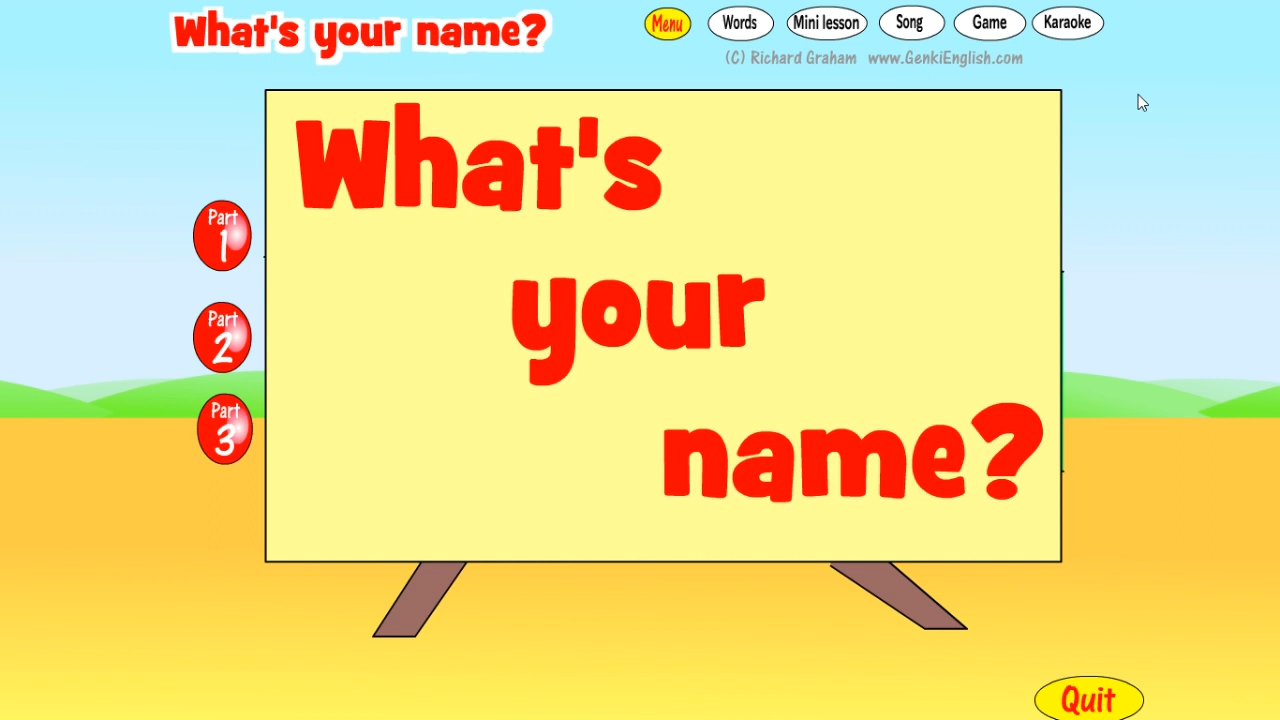 What's your name?
Menu Words Mini lesson Song Game Karaoke
(C) Richard Graham www.GenkiEnglish.com
What's
your
name?
Part
1
Part
2
Part
3
Quit